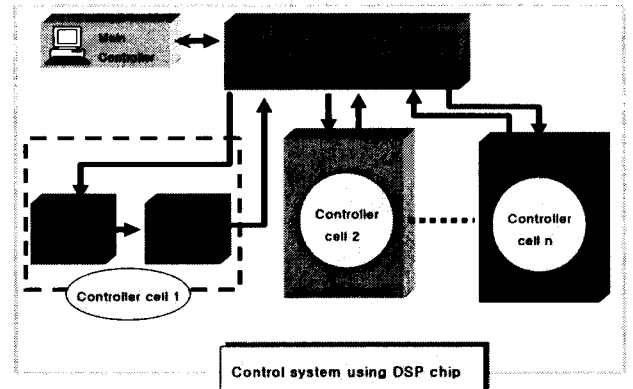 Main
Controller
Controller
cell 2
Controller
cell n
Controller cell 1
Control system using DSP chip